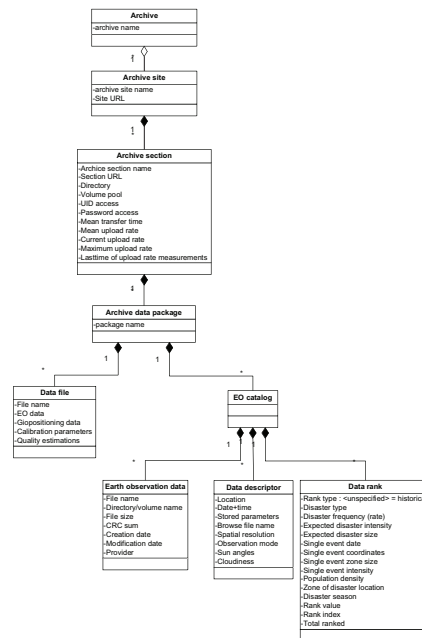 Archive
-archive name
1
*
Archive site
-archive site name
-Site URL
1
*
Archive section
-Archice section name
-Section URL
-Directory
-Volume pool
-UID access
-Password access
-Mean transfer time
-Mean upload rate
-Current upload rate
-Maximum upload rate
-Lasttime of upload rate measurements
1
*
Archive data package
-package name
1
1
*
*
Data file
-File name
-EO data
-Giopositioning data
-Calibration parameters
-Quality estimations
EO catalog
1
1
1
*
*
*
Earth observation data
-File name
-Directory/volume name
-File size
-CRC sum
-Creation date
-Modification date
-Provider
Data descriptor
-Location
-Date+time
-Stored parameters
-Browse file name
-Spatial resolution
-Observation mode
-Sun angles
-Cloudiness
Data rank
-Rank type : <unspecified> = historical
-Disaster type
-Disaster frequency (rate)
-Expected disaster intensity
-Expected disaster size
-Single event date
-Single event coordinates
-Single event zone size
-Single event intensity
-Population density
-Zone of disaster location
-Disaster season
-Rank value
-Rank index
-Total ranked